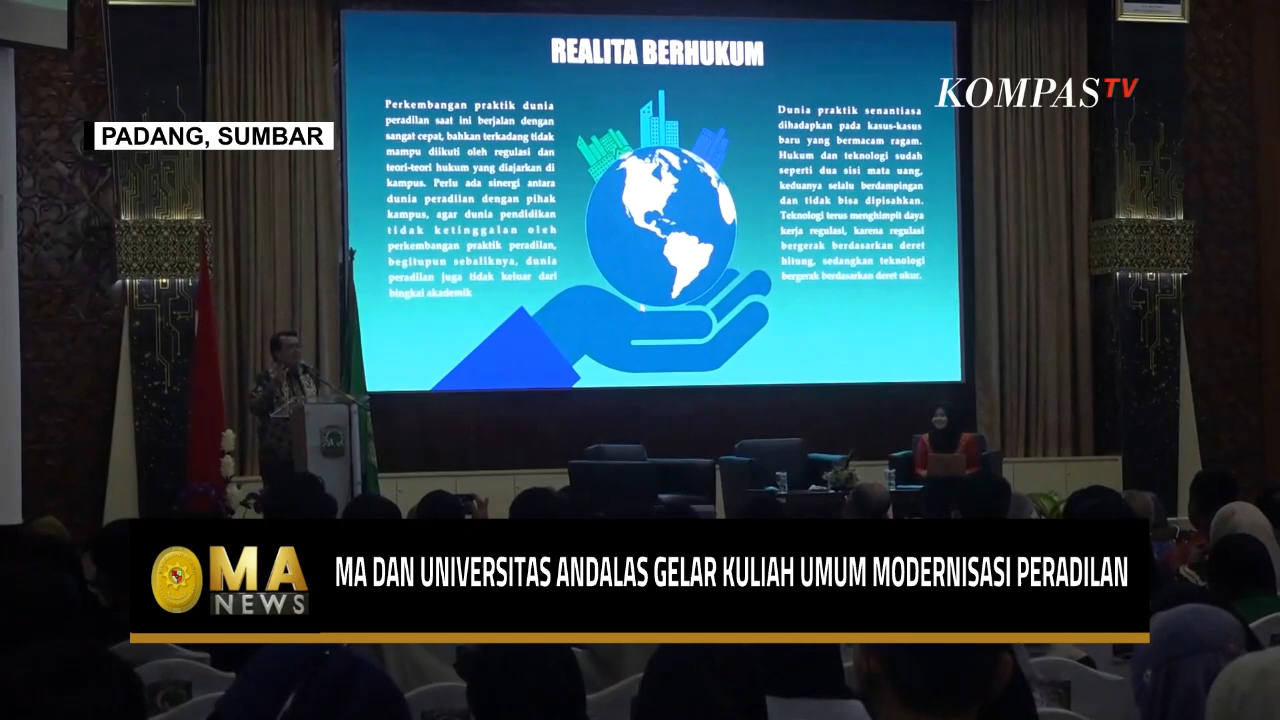 REALITA BERHUKUM
Perkembangan praktik dunia
peradilan saat ini berjalan dengan
sangat cepat, bahkan terkadang tidak
mampu diikuti oleh regulasi dan
teori-teori hukum yang diajarkan di
kampus. Perlu ada sinergi antara
dunia peradilan dengan pihak
kampus, agar dunia pendidikan
tidak ketinggalan oleh
perkembangan praktik peradilan,
begitupun sebaliknya, dunia
peradilan juga tidak keluar dari
bingkai akademik
Dunia praktik senantiasa
dihadapkan pada kasus-kasus
baru yang bermacam ragam.
Hukum dan teknologi sudah
seperti dua sisi mata uang,
keduanya selalu berdampingan
dan tidak bisa dipisahkan.
Teknologi terus menghimpit daya
kerja regulasi, karena regulasi
bergerak berdasarkan deret
hitung, sedangkan teknologi
bergerak berdasarkan deret ukur.
KOMPAS TV
PADANG, SUMBAR
MA
NEWS
MA DAN UNIVERSITAS ANDALAS GELAR KULIAH UMUM MODERNISASI PERADILAN